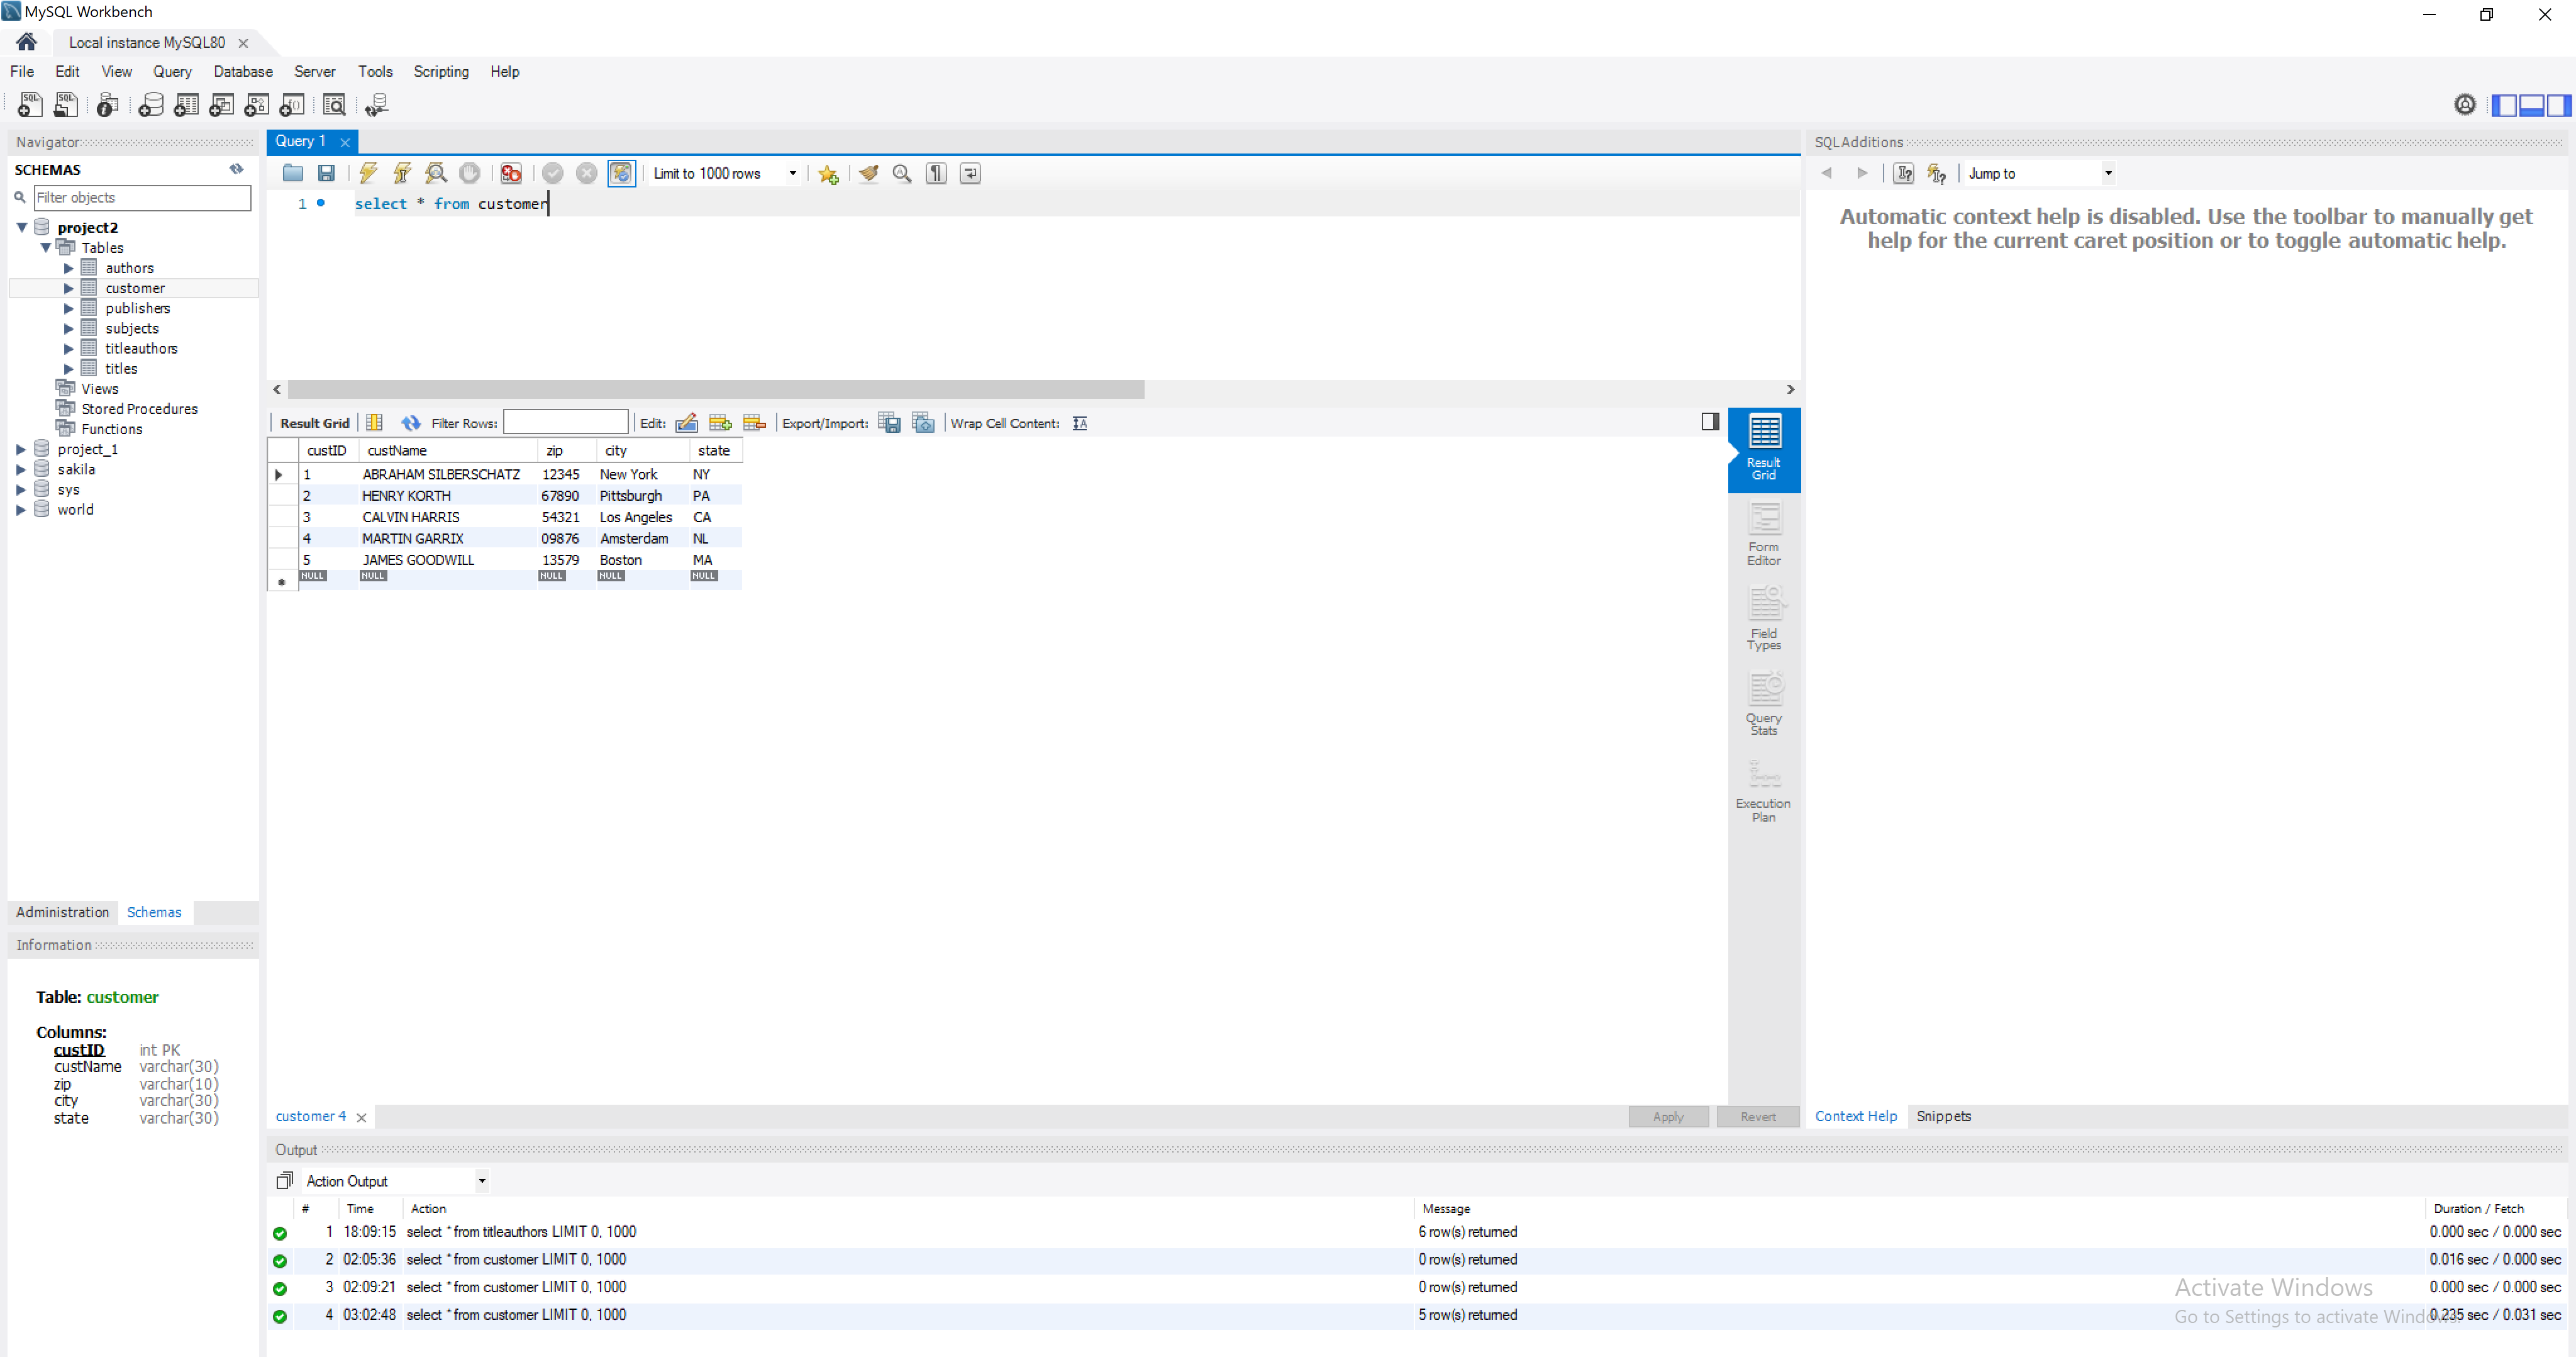 MySQL Workbench
Local instance MySQL80
File Edit View Query Database Server Tools Scripting Help
Navigator
SCHEMAS
Filter objects
project2
Tables
authors
customer
publishers
subjects
titleauthors
titles
Views
Stored Procedures
Functions
project_1
sakila
sys
world
Administration Schemas
Information
Table: customer
Columns:
custID int PK
custName varchar(30)
zip varchar(10)
city varchar(30)
state varchar(30)
Query 1
Limit to 1000 rows
1 select * from customer
Result Grid Filter Rows: Edit: Export/Import: Wrap Cell Content:
custID custName zip city state
1 ABRAHAM SILBERSCHATZ 12345 New York NY
2 HENRY KORTH 67890 Pittsburgh PA
3 CALVIN HARRIS 54321 Los Angeles CA
4 MARTIN GARRIX 09876 Amsterdam NL
5 JAMES GOODWILL 13579 Boston MA
NULL NULL NULL NULL NULL
Result
Grid
Form
Editor
Field
Types
Query
Stats
Execution
Plan
customer 4
Apply Revert
SQLAdditions
Jump to
Automatic context help is disabled. Use the toolbar to manually get
help for the current caret position or to toggle automatic help.
Context Help Snippets
Output
Action Output
# Time Action Message Duration / Fetch
1 18:09:15 select * from titleauthors LIMIT 0, 1000 6 row(s) returned 0.000 sec / 0.000 sec
2 02:05:36 select * from customer LIMIT 0, 1000 0 row(s) returned 0.016 sec / 0.000 sec
3 02:09:21 select * from customer LIMIT 0, 1000 0 row(s) returned 0.000 sec / 0.000 sec
4 03:02:48 select * from customer LIMIT 0, 1000 5 row(s) returned 0.235 sec / 0.031 sec
Activate Windows
Go to Settings to activate Windows.